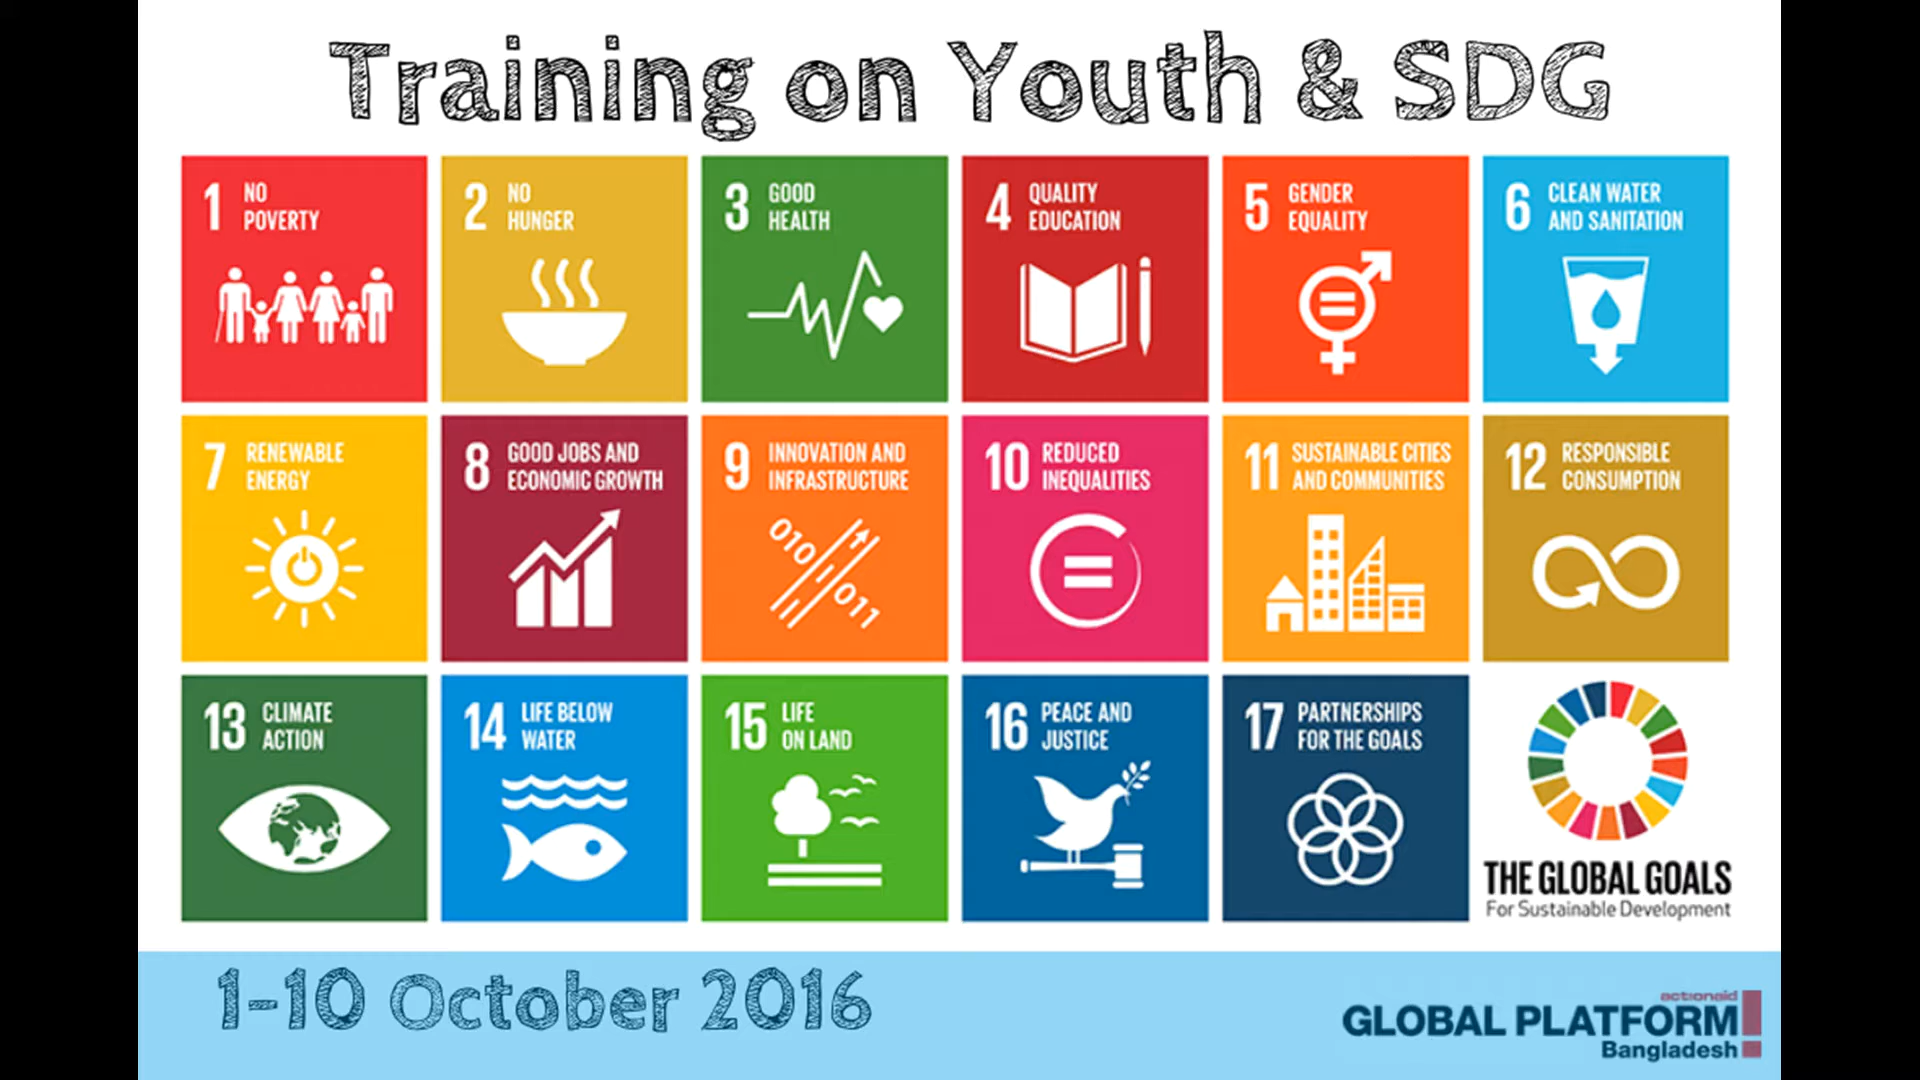 Training on Youth & SDG
1 NO
POVERTY
2 NO
HUNGER
3 GOOD
HEALTH
4 QUALITY
EDUCATION
5 GENDER
EQUALITY
6 CLEAN WATER
AND SANITATION
7 RENEWABLE
ENERGY
8 GOOD JOBS AND
ECONOMIC GROWTH
9 INNOVATION AND
INFRASTRUCTURE
010
011
10 REDUCED
INEQUALITIES
11 SUSTAINABLE CITIES
AND COMMUNITIES
12 RESPONSIBLE
CONSUMPTION
13 CLIMATE
ACTION
14 LIFE BELOW
WATER
15 LIFE
ON LAND
16 PEACE AND
JUSTICE
17 PARTNERSHIPS
FOR THE GOALS
THE GLOBAL GOALS
For Sustainable Development
1-10 October 2016
actionaid
GLOBAL PLATFORM
Bangladesh